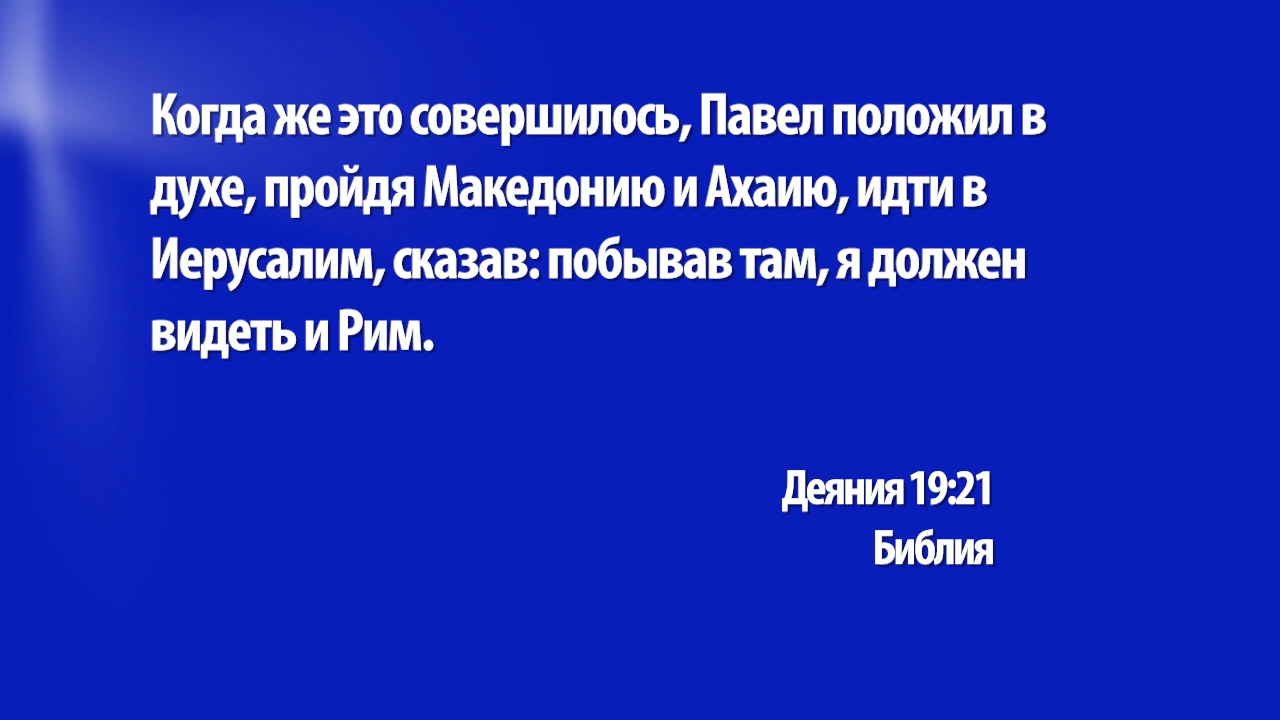 Когда же это совершилось, Павел положил в
духе, пройдя Македонию и Ахаию, идти в
Иерусалим, сказав: побывав там, я должен
видеть и Рим.
Деяния 19:21
Библия